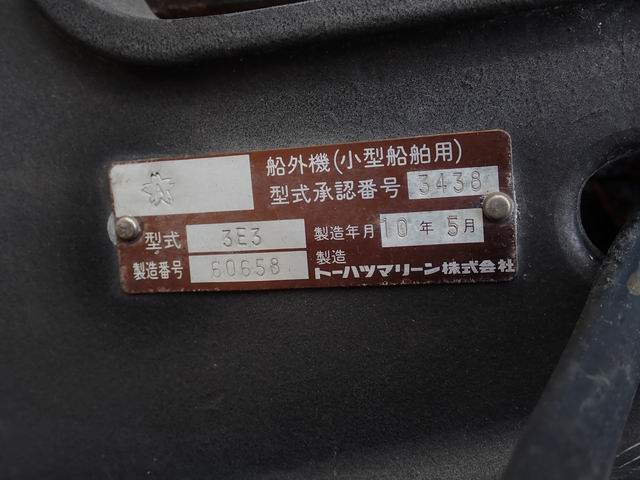 船外機(小型船舶用)
型式承認番号 3438
型式 3E3 製造年月 10年 5月
製造番号 60658 製造
トーハツマリーン株式会社